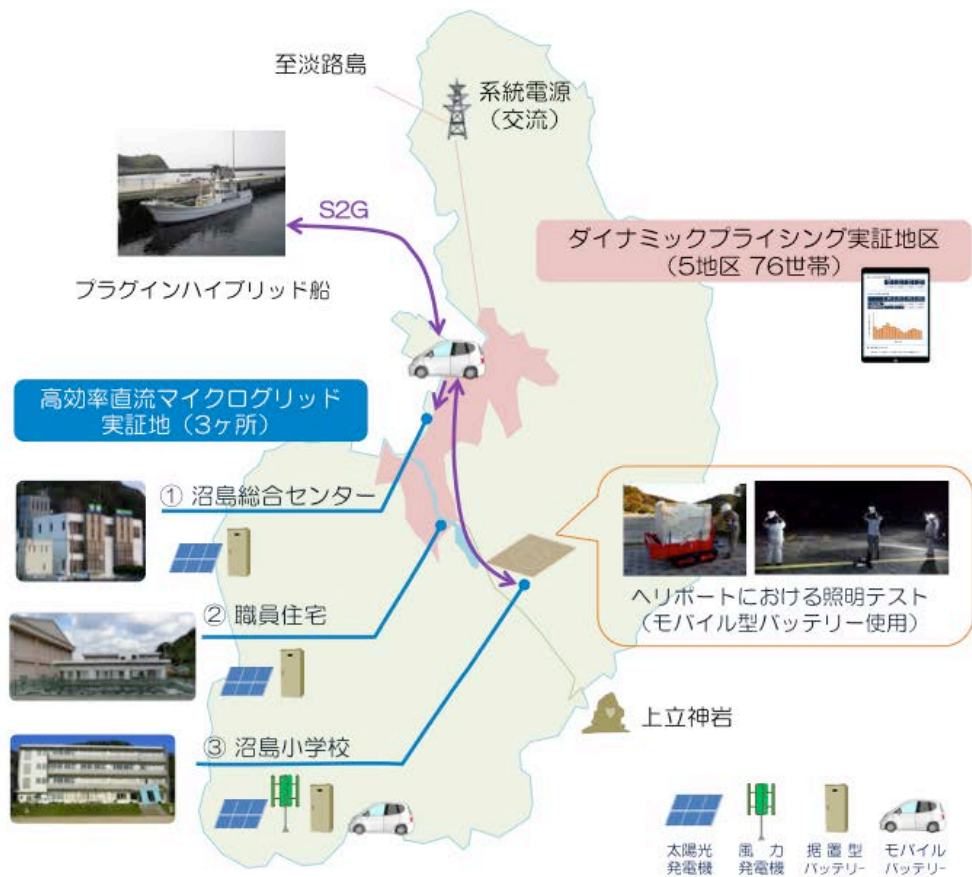 至淡路島
系統電源
(交流)
S2G
プラグインハイブリッド船
ダイナミックプライシング実証地区
(5地区 76世帯)
高効率直流マイクログリッド
実証地(3ヶ所)
① 沼島総合センター
② 職員住宅
③ 沼島小学校
ヘリポートにおける照明テスト
(モバイル型バッテリー使用)
上立神岩
太陽光
発電機
風 力
発電機
据 置 型
バッテリー
モバイル
バッテリー